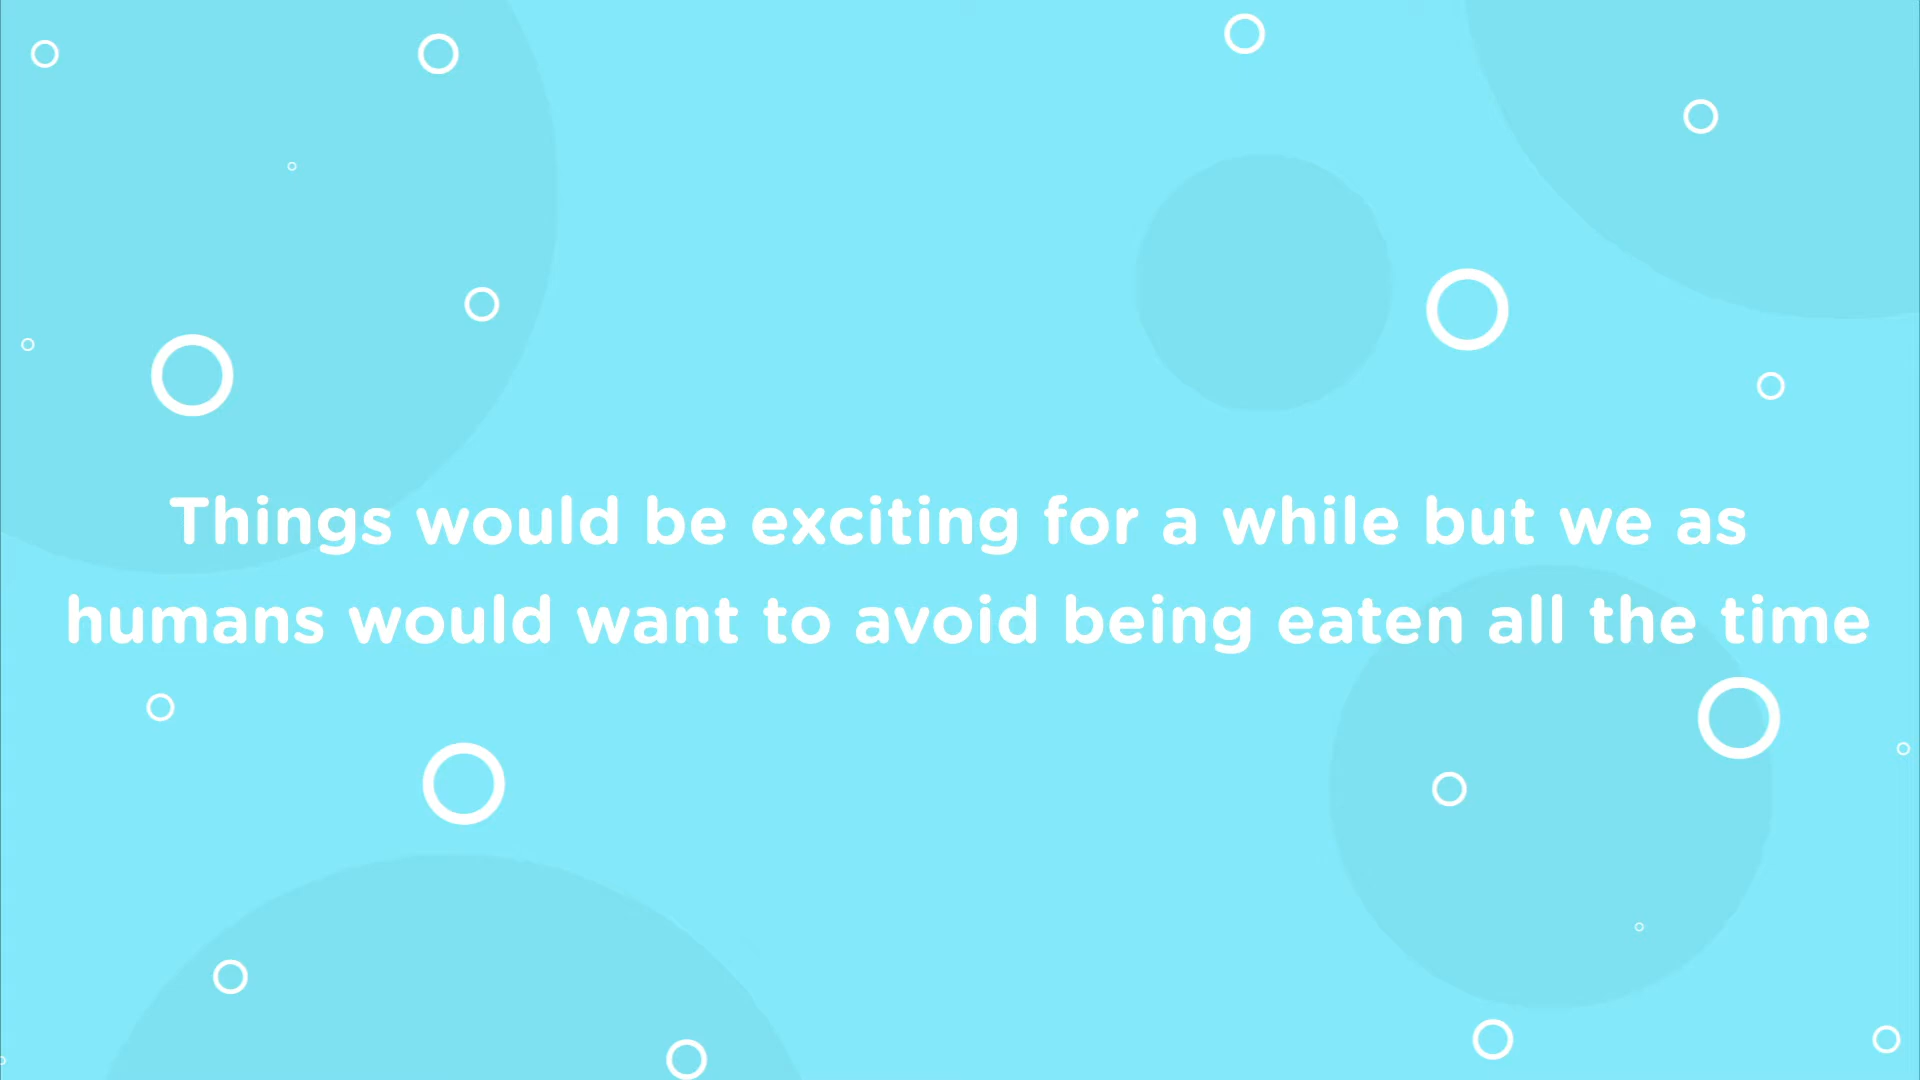 Things would be exciting for a while but we as
humans would want to avoid being eaten all the time